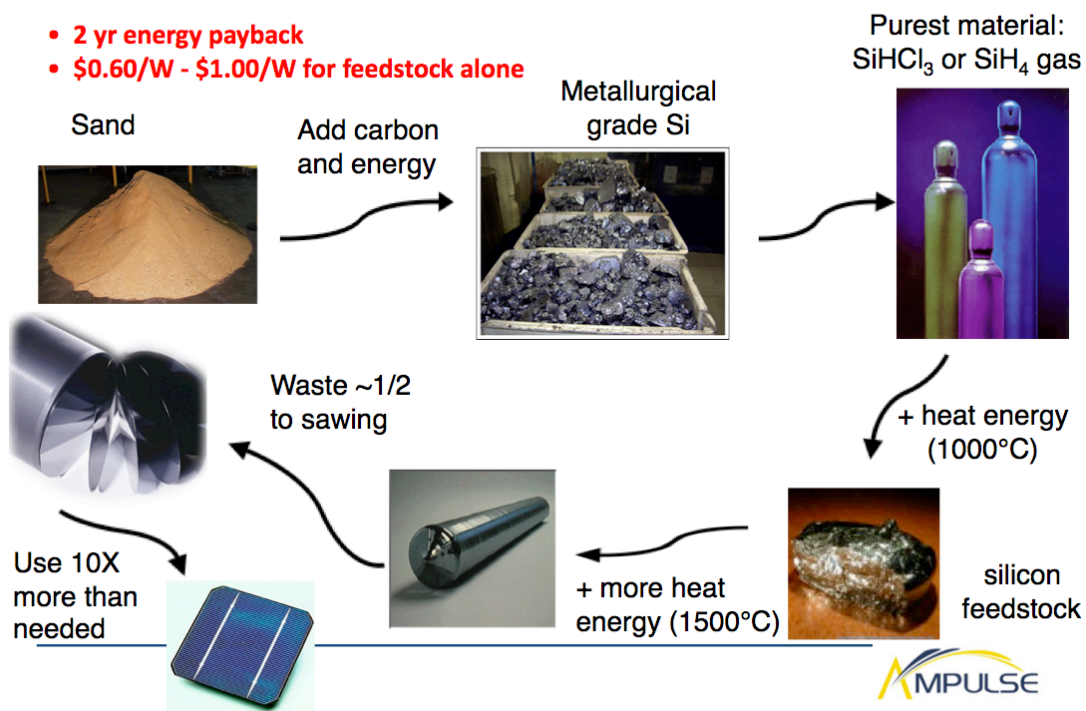 • 2 yr energy payback
• $0.60/W - $1.00/W for feedstock alone
Purest material:
SiHCl₃ or SiH₄ gas
Sand
Add carbon
and energy
Metallurgical
grade Si
+ heat energy
(1000°C)
silicon
feedstock
+ more heat
energy (1500°C)
Waste ~1/2
to sawing
Use 10X
more than
needed
AMPULSE